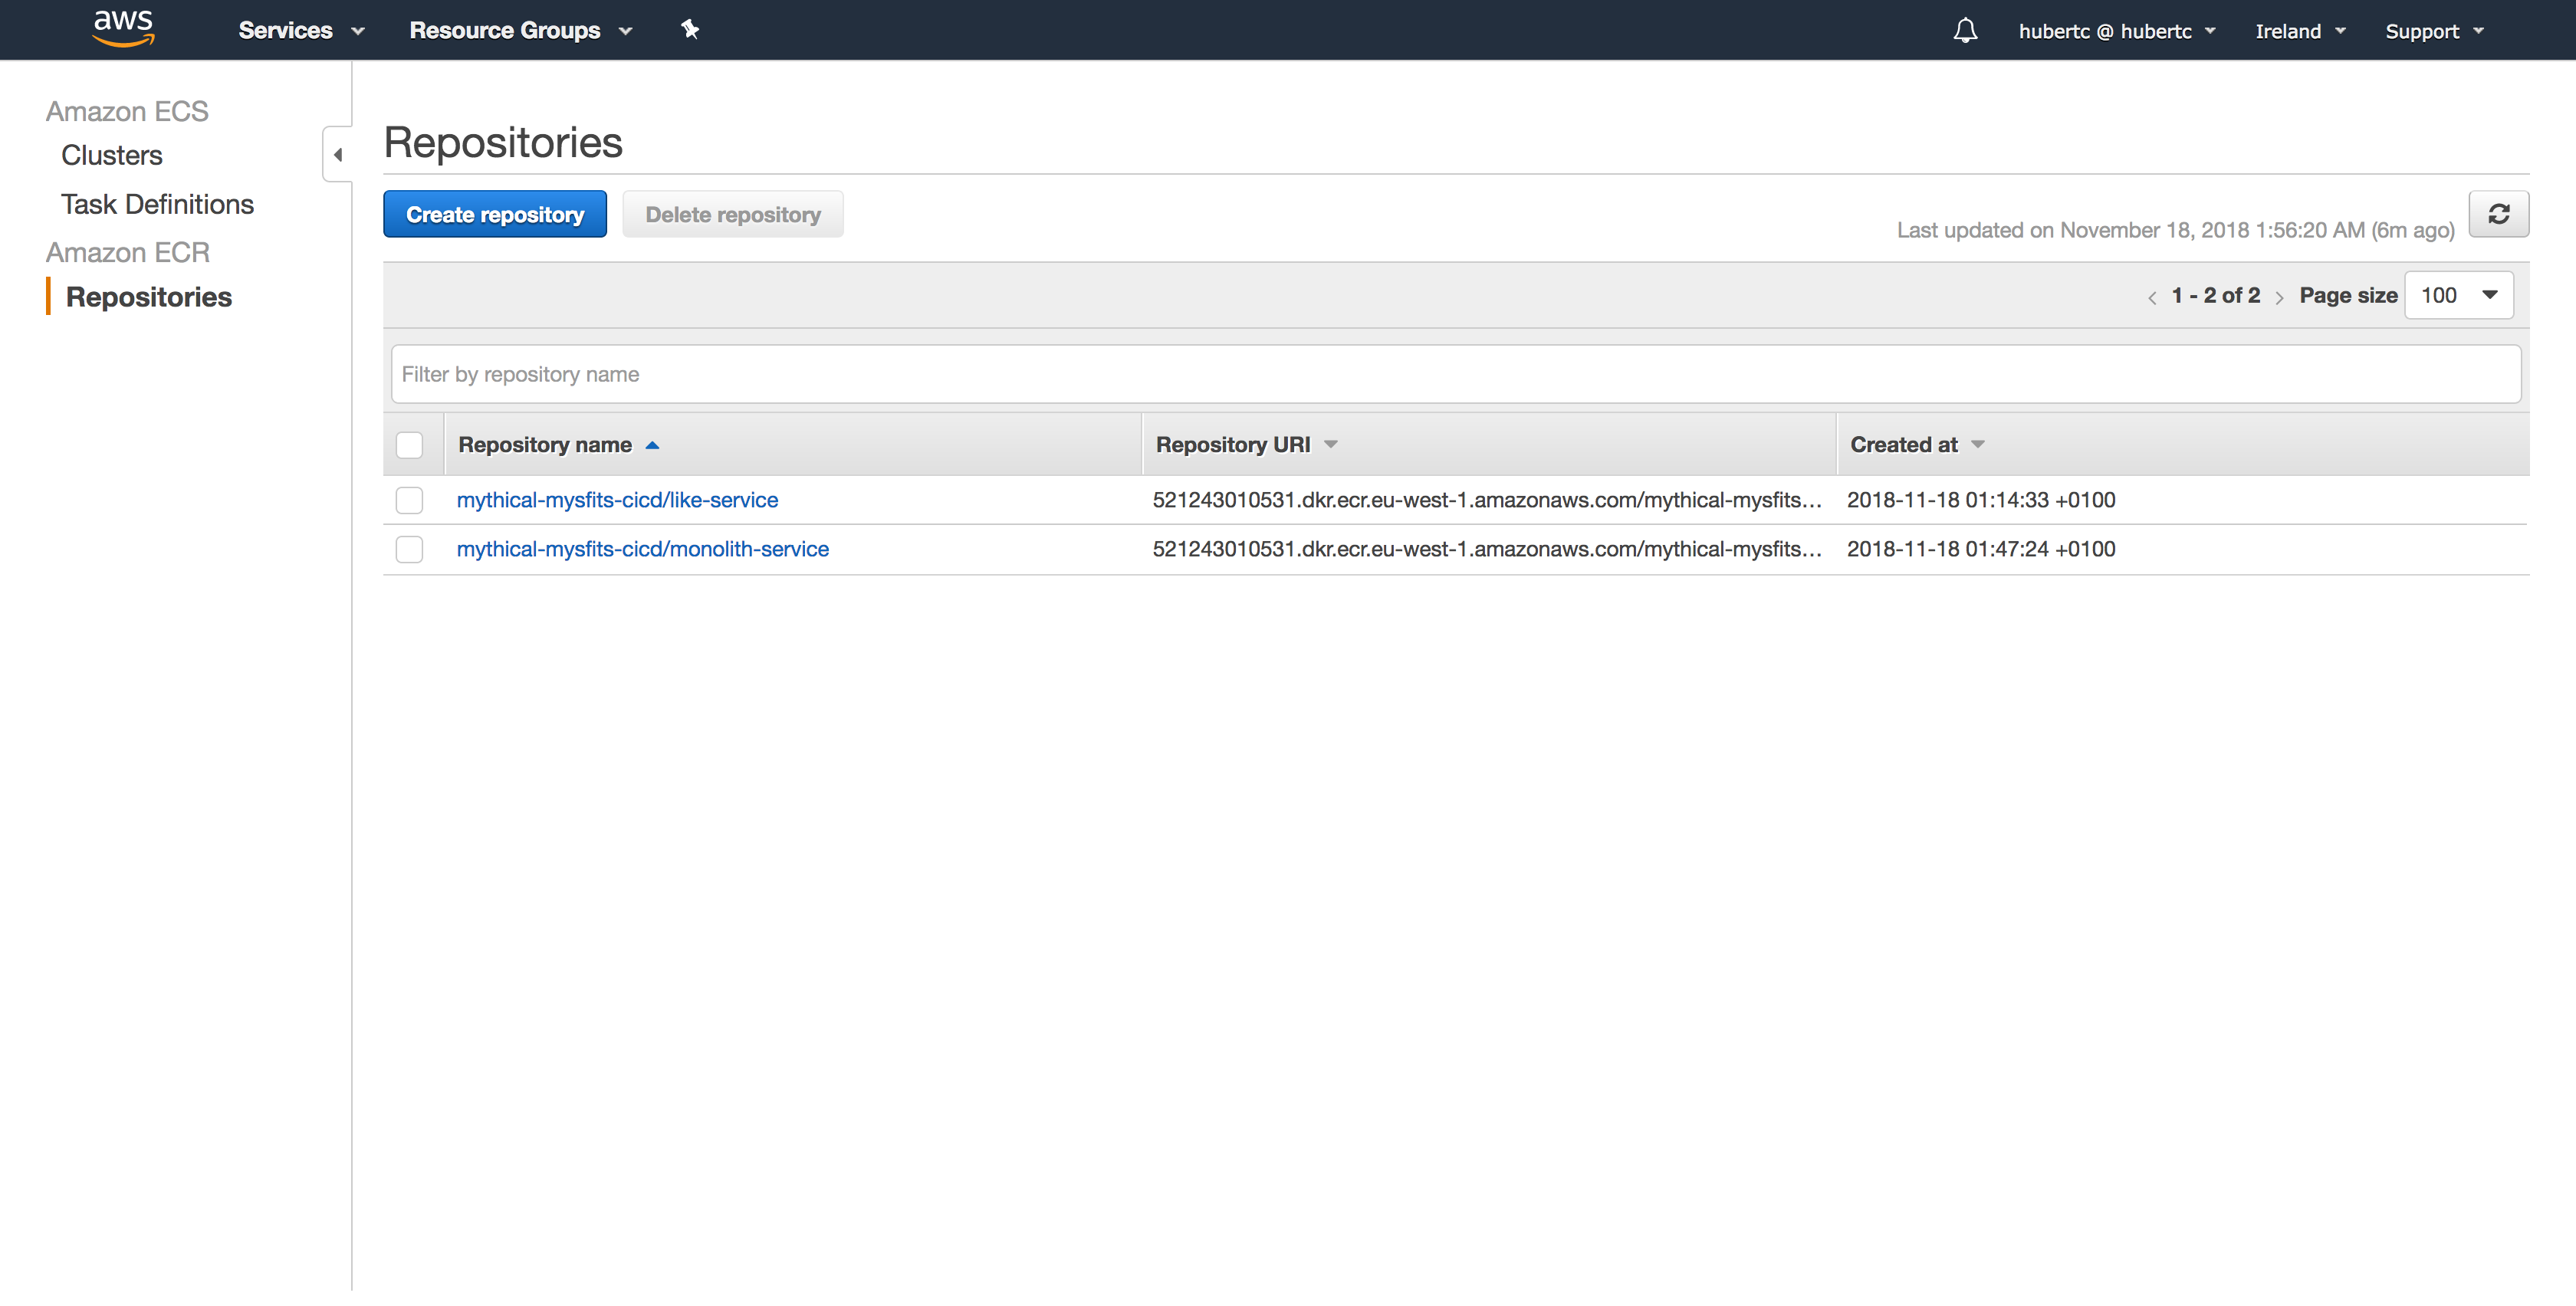 aws Services Resource Groups hubertc @ hubertc Ireland Support
Amazon ECS
Clusters
Task Definitions
Amazon ECR
Repositories
Repositories
Create repository Delete repository
Last updated on November 18, 2018 1:56:20 AM (6m ago)
< 1 - 2 of 2 > Page size 100
Filter by repository name
Repository name Repository URI Created at
mythical-mysfits-cicd/like-service 521243010531.dkr.ecr.eu-west-1.amazonaws.com/mythical-mysfits... 2018-11-18 01:14:33 +0100
mythical-mysfits-cicd/monolith-service 521243010531.dkr.ecr.eu-west-1.amazonaws.com/mythical-mysfits... 2018-11-18 01:47:24 +0100